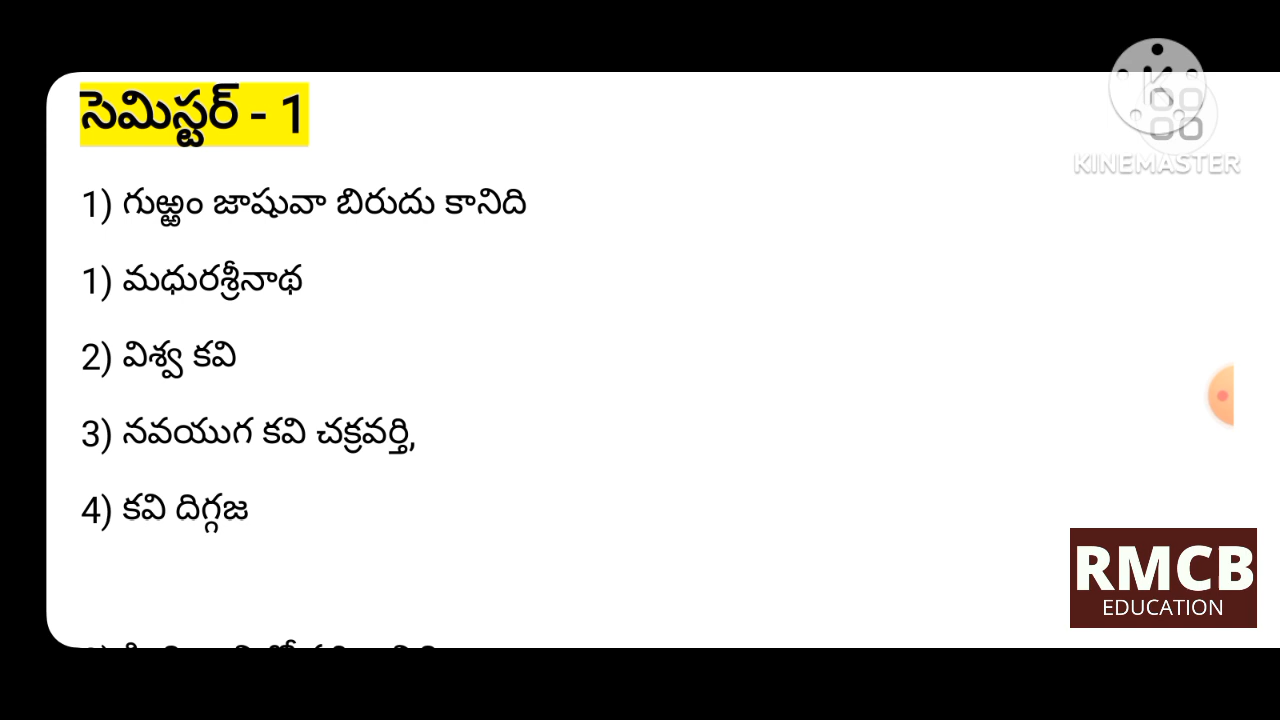 సెమిస్టర్ - 1
KINEMASTER
1) గుఱ్ఱం జాషువా బిరుదు కానిది
1) మధురశ్రీనాథ
2) విశ్వ కవి
3) నవయుగ కవి చక్రవర్తి,
4) కవి దిగ్గజ
RMCB
EDUCATION